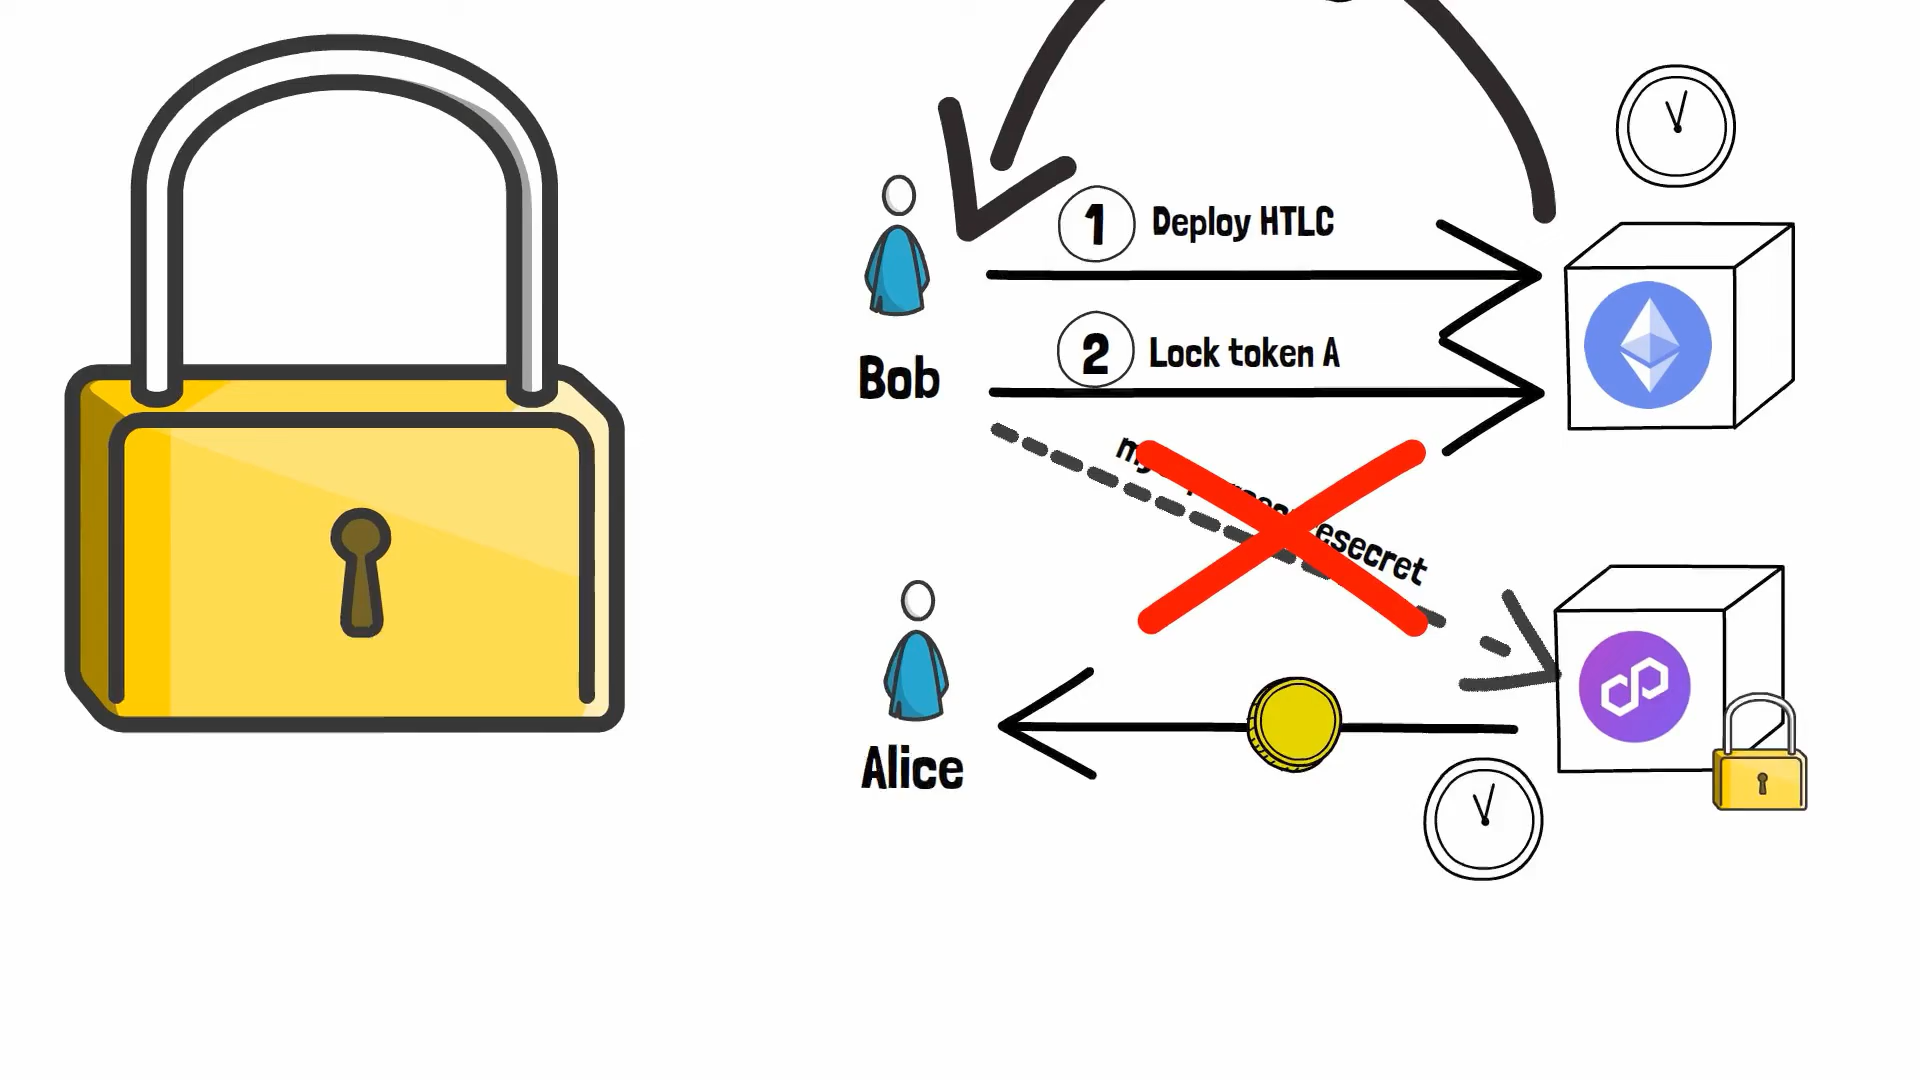 1 Deploy HTLC
Bob
2 Lock token A
esecret
Alice